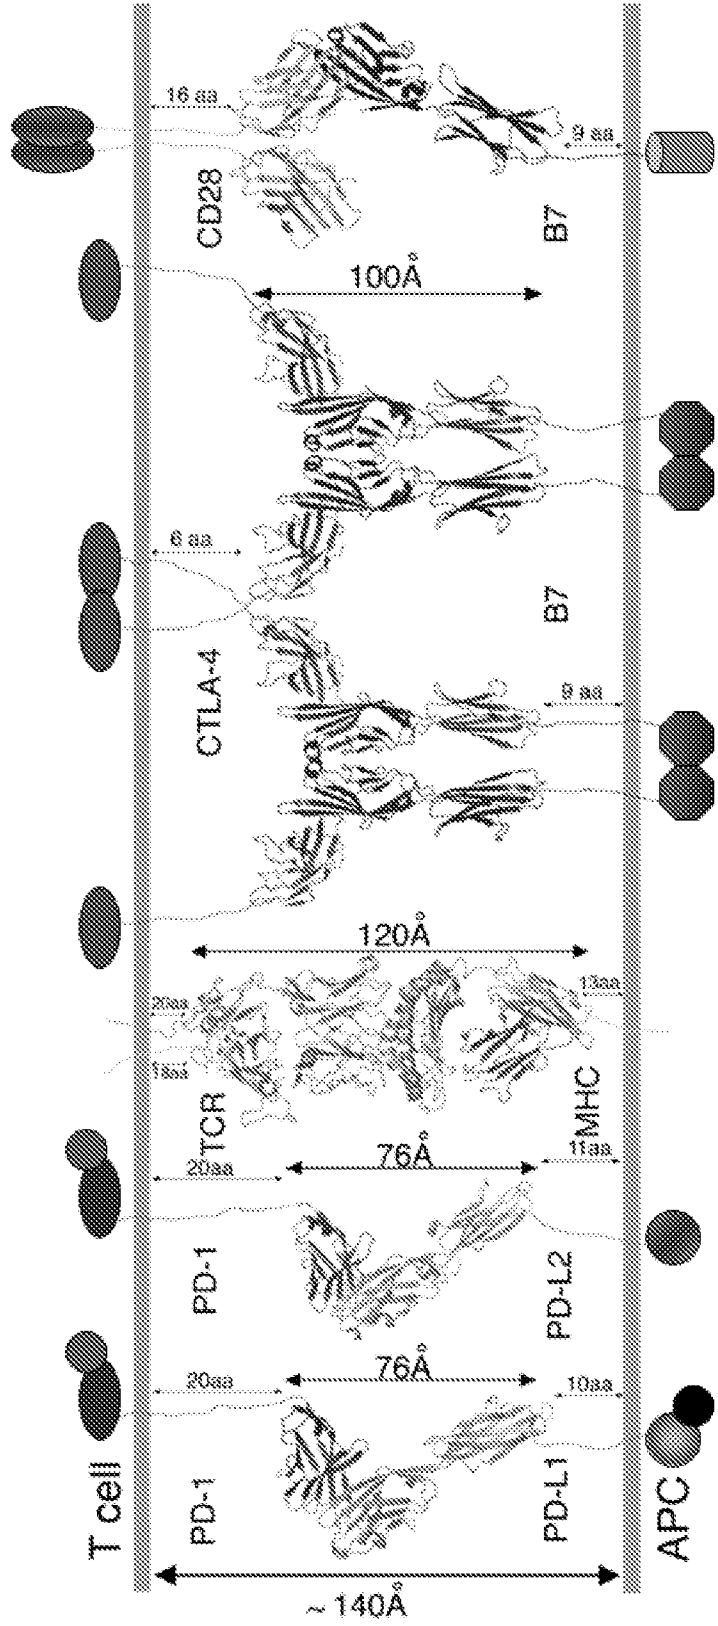 T cell
APC
~ 140Å
PD-1
20aa
76Å
10aa
PD-L1
PD-1
20aa
76Å
11aa
PD-L2
TCR
20aa
120Å
13aa
MHC
CTLA-4
6 aa
9 aa
B7
100Å
CD28
16 aa
9 aa
B7